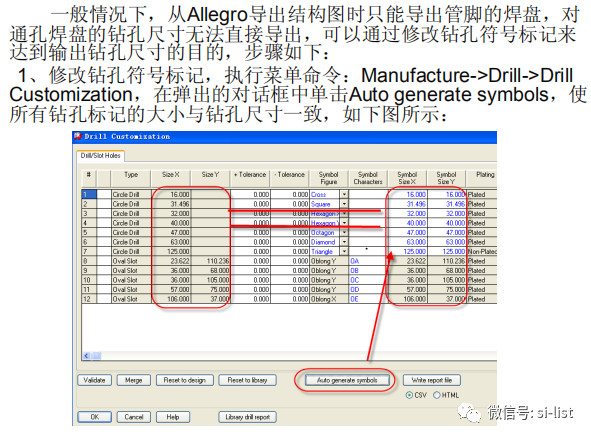 一般情况下，从Allegro导出结构图时只能导出管脚的焊盘，对
通孔焊盘的钻孔尺寸无法直接导出，可以通过修改钻孔符号标记来
达到输出钻孔尺寸的目的，步骤如下：
1、修改钻孔符号标记，执行菜单命令：Manufacture->Drill->Drill
Customization，在弹出的对话框中单击Auto generate symbols，使
所有钻孔标记的大小与钻孔尺寸一致，如下图所示：
Drill Customization
Drill/Slot Holes
# Type Size X Size Y + Tolerance - Tolerance Symbol Figure Symbol Characters Symbol Size X Symbol Size Y Plating
1 Circle Drill 16.000 0.000 0.000 Cross 16.000 16.000 Plated
2 Circle Drill 31.496 0.000 0.000 Square 31.496 31.496 Plated
3 Circle Drill 32.000 0.000 0.000 Hexagon 32.000 32.000 Plated
4 Circle Drill 40.000 0.000 0.000 Hexagon 40.000 40.000 Plated
5 Circle Drill 47.000 0.000 0.000 Octagon 47.000 47.000 Plated
6 Circle Drill 63.000 0.000 0.000 Diamond 63.000 63.000 Plated
7 Circle Drill 125.000 0.000 0.000 Triangle 125.000 125.000 Non-Plated
8 Oval Slot 23.622 110.236 0.000 0.000 Oblong Y OA 23.622 110.236 Plated
9 Oval Slot 36.000 68.000 0.000 0.000 Oblong Y OB 36.000 68.000 Plated
10 Oval Slot 36.000 105.000 0.000 0.000 Oblong Y OC 36.000 105.000 Plated
11 Oval Slot 57.000 75.000 0.000 0.000 Oblong Y OD 57.000 75.000 Plated
12 Oval Slot 106.000 37.000 0.000 0.000 Oblong X OE 106.000 37.000 Plated
Validate Merge Reset to design Reset to library Auto generate symbols Write report file
CSV HTML
OK Cancel Help Library drill report
微信号: si-list